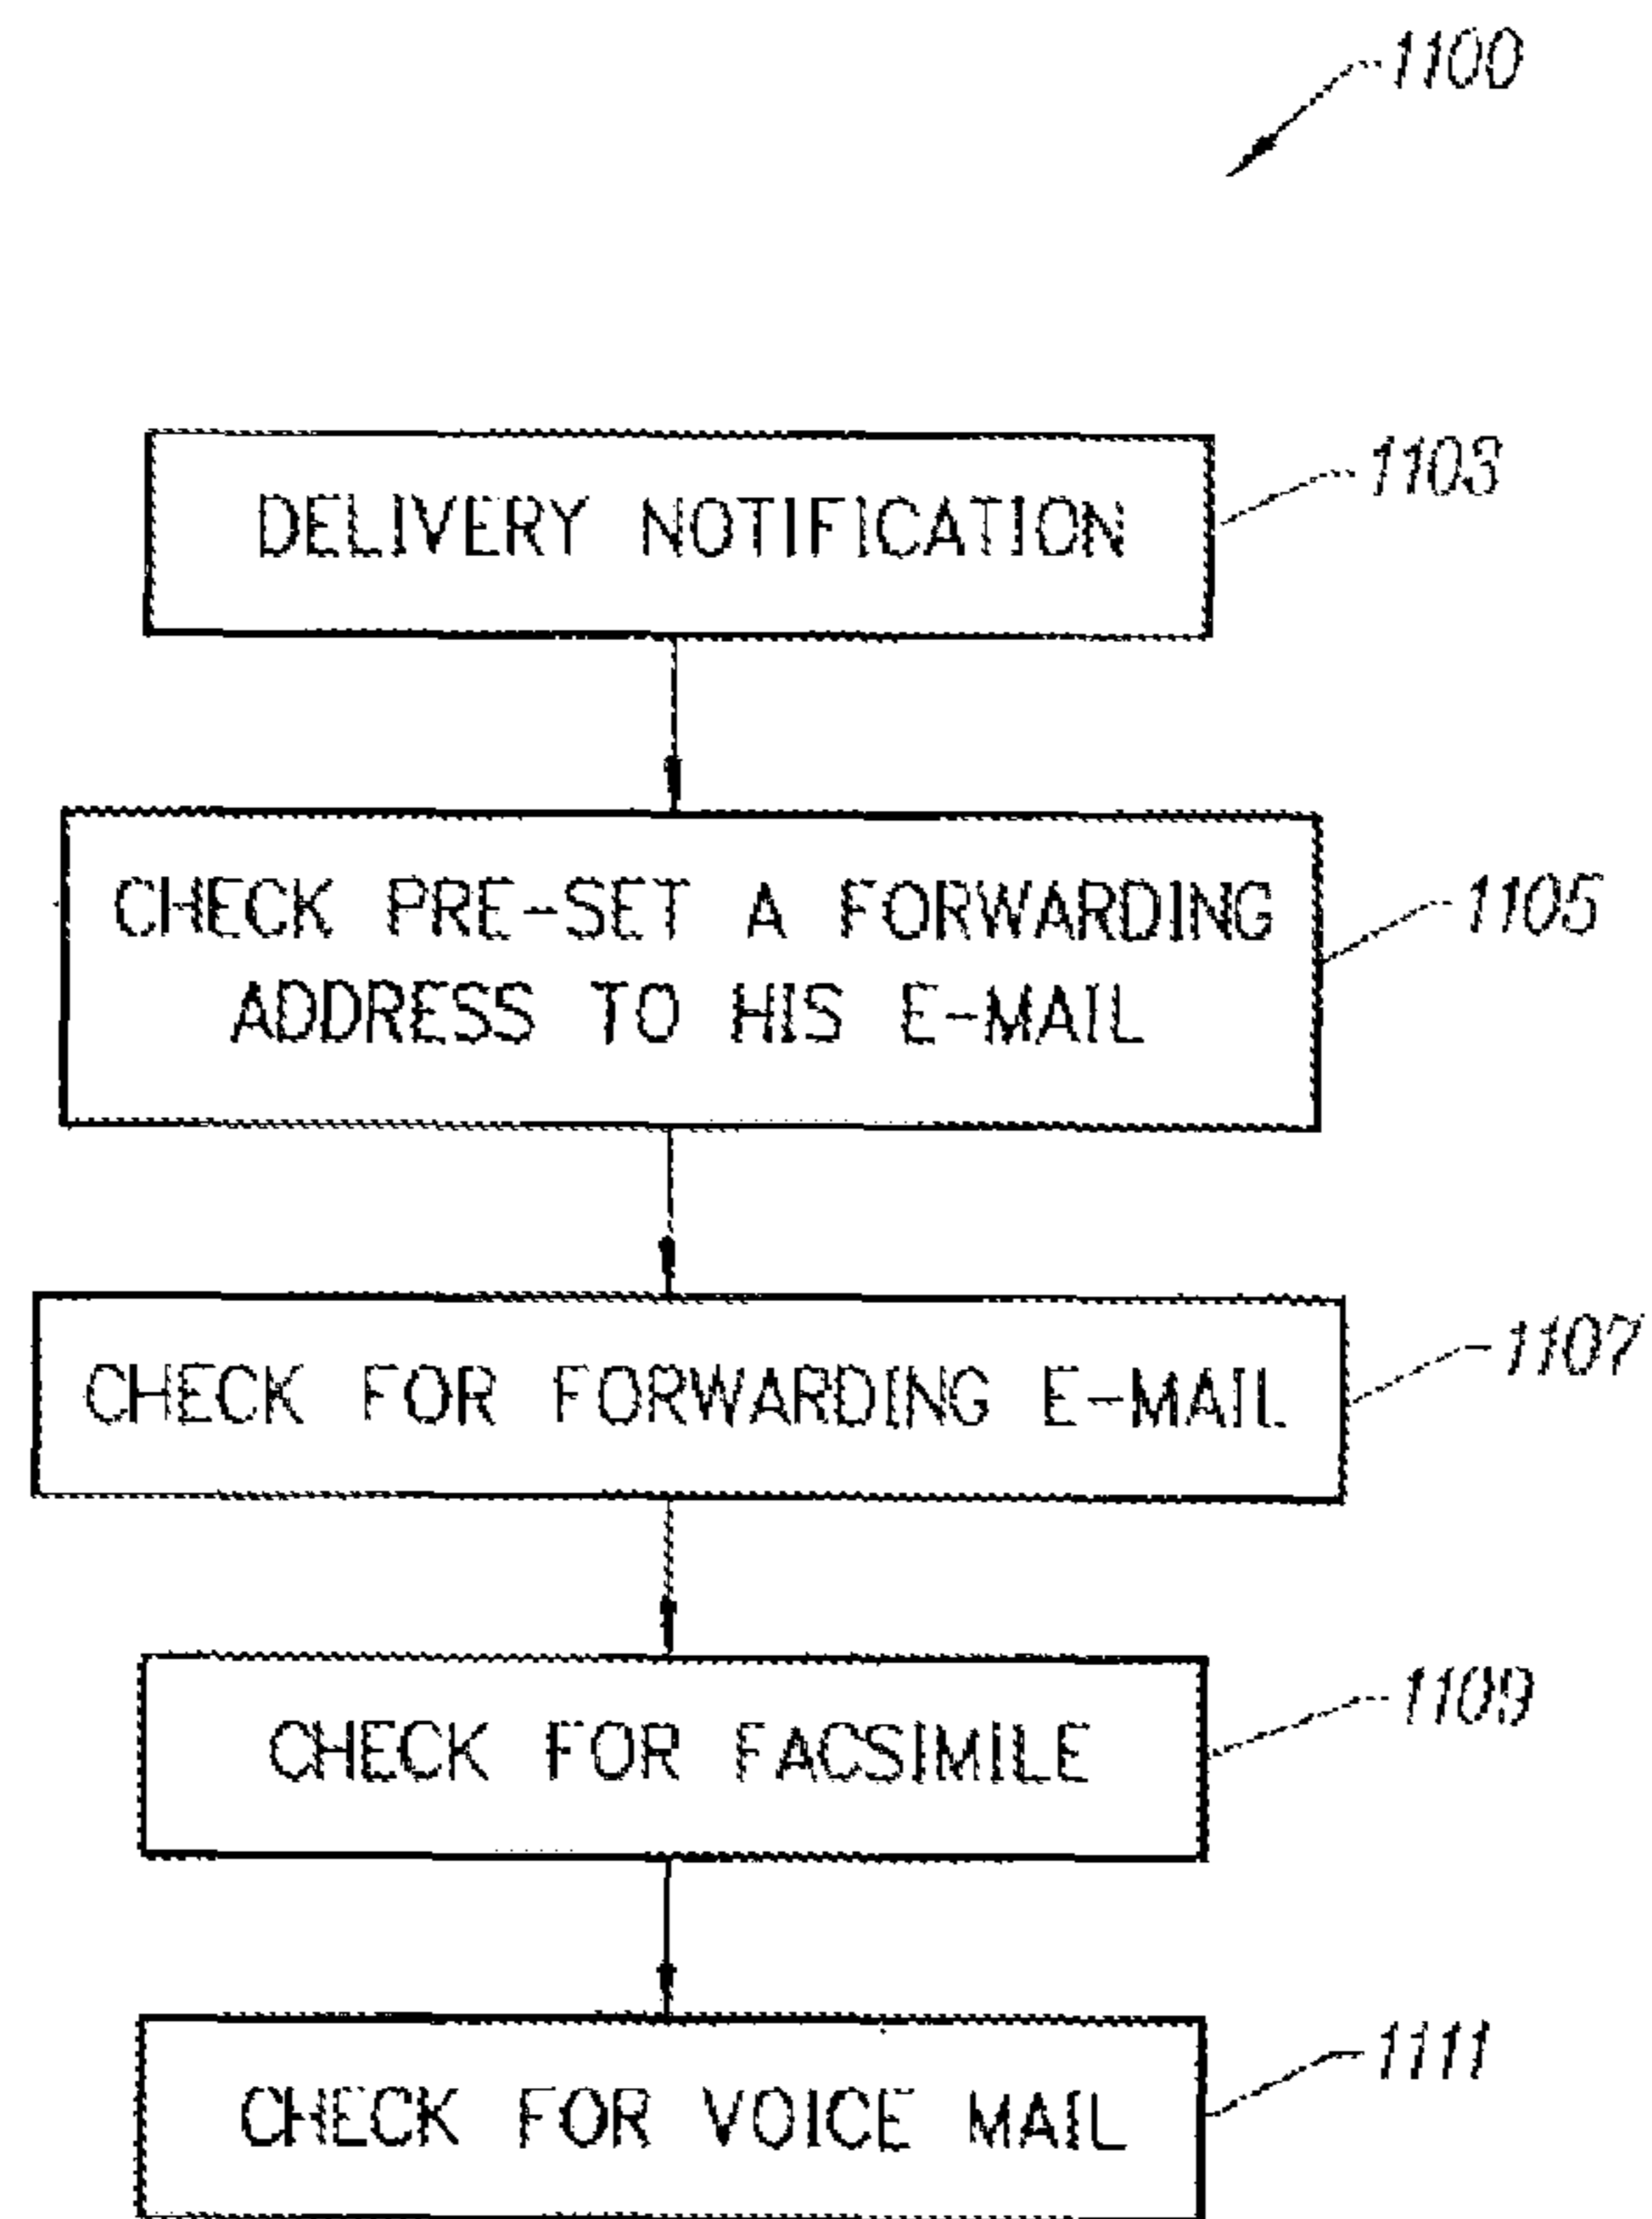 1100
DELIVERY NOTIFICATION
1103
CHECK PRE-SET A FORWARDING
ADDRESS TO HIS E-MAIL
1105
CHECK FOR FORWARDING E-MAIL
1107
CHECK FOR FACSIMILE
1109
CHECK FOR VOICE MAIL
1111